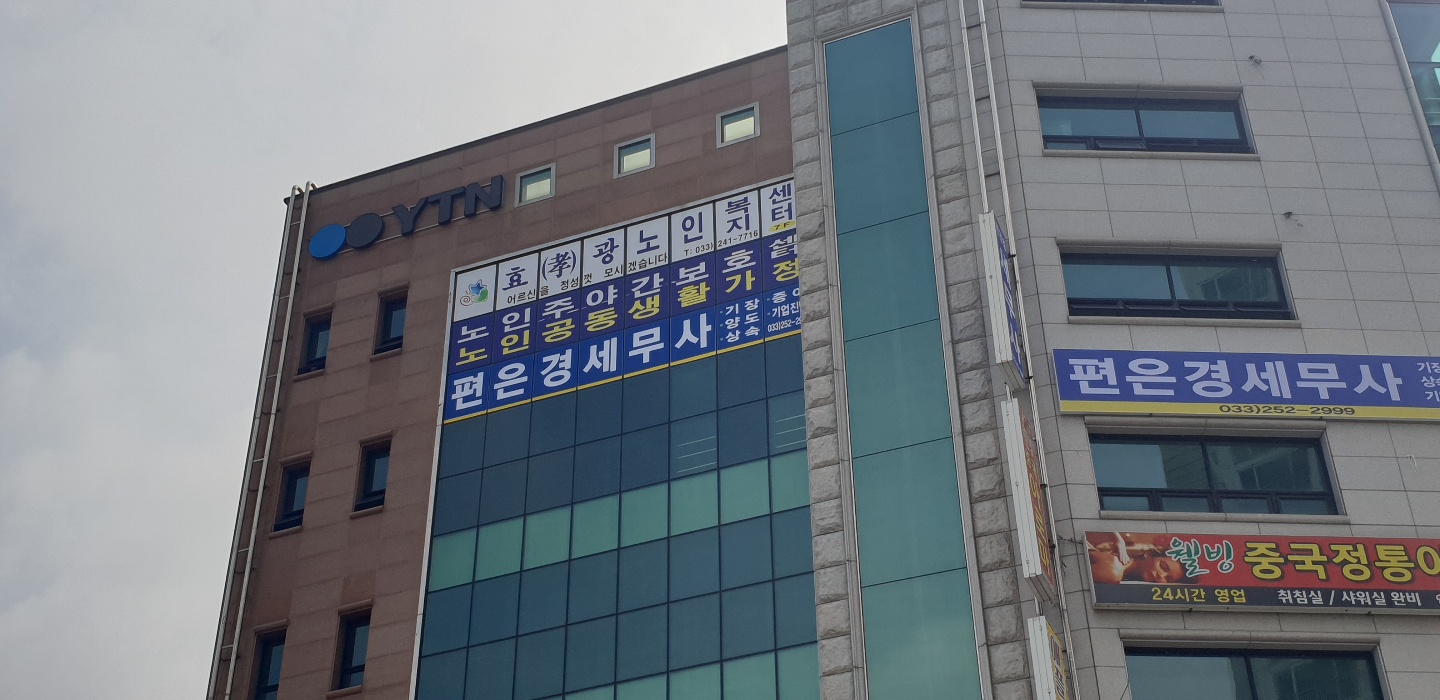 YTN
효(孝)광노인복지센터
7F
어르신을 정성껏 모시겠습니다 T: 033) 241-7716
노인주야간보호
노인공동생활가정
편은경세무사
기장
양도
상속
033)252-2
편은경세무사
033)252-2999
웰빙 중국정통
24시간 영업 취침실 / 샤워실 완비